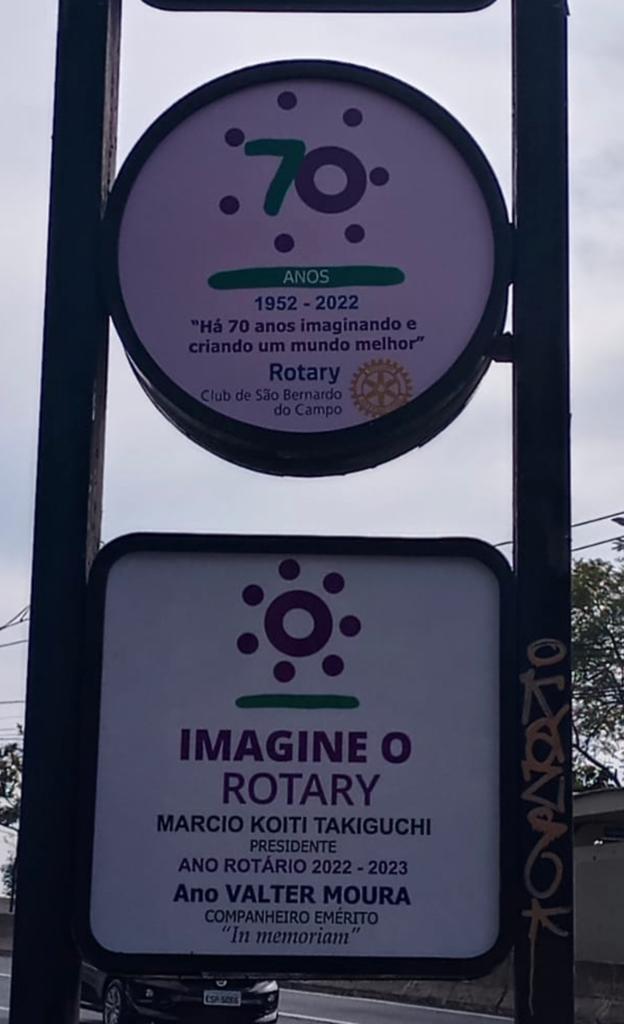 70
ANOS
1952 - 2022
"Há 70 anos imaginando e
criando um mundo melhor"
Rotary
Club de São Bernardo
do Campo
IMAGINE O
ROTARY
MARCIO KOITI TAKIGUCHI
PRESIDENTE
ANO ROTÁRIO 2022 - 2023
Ano VALTER MOURA
COMPANHEIRO EMÉRITO
"In memoriam"